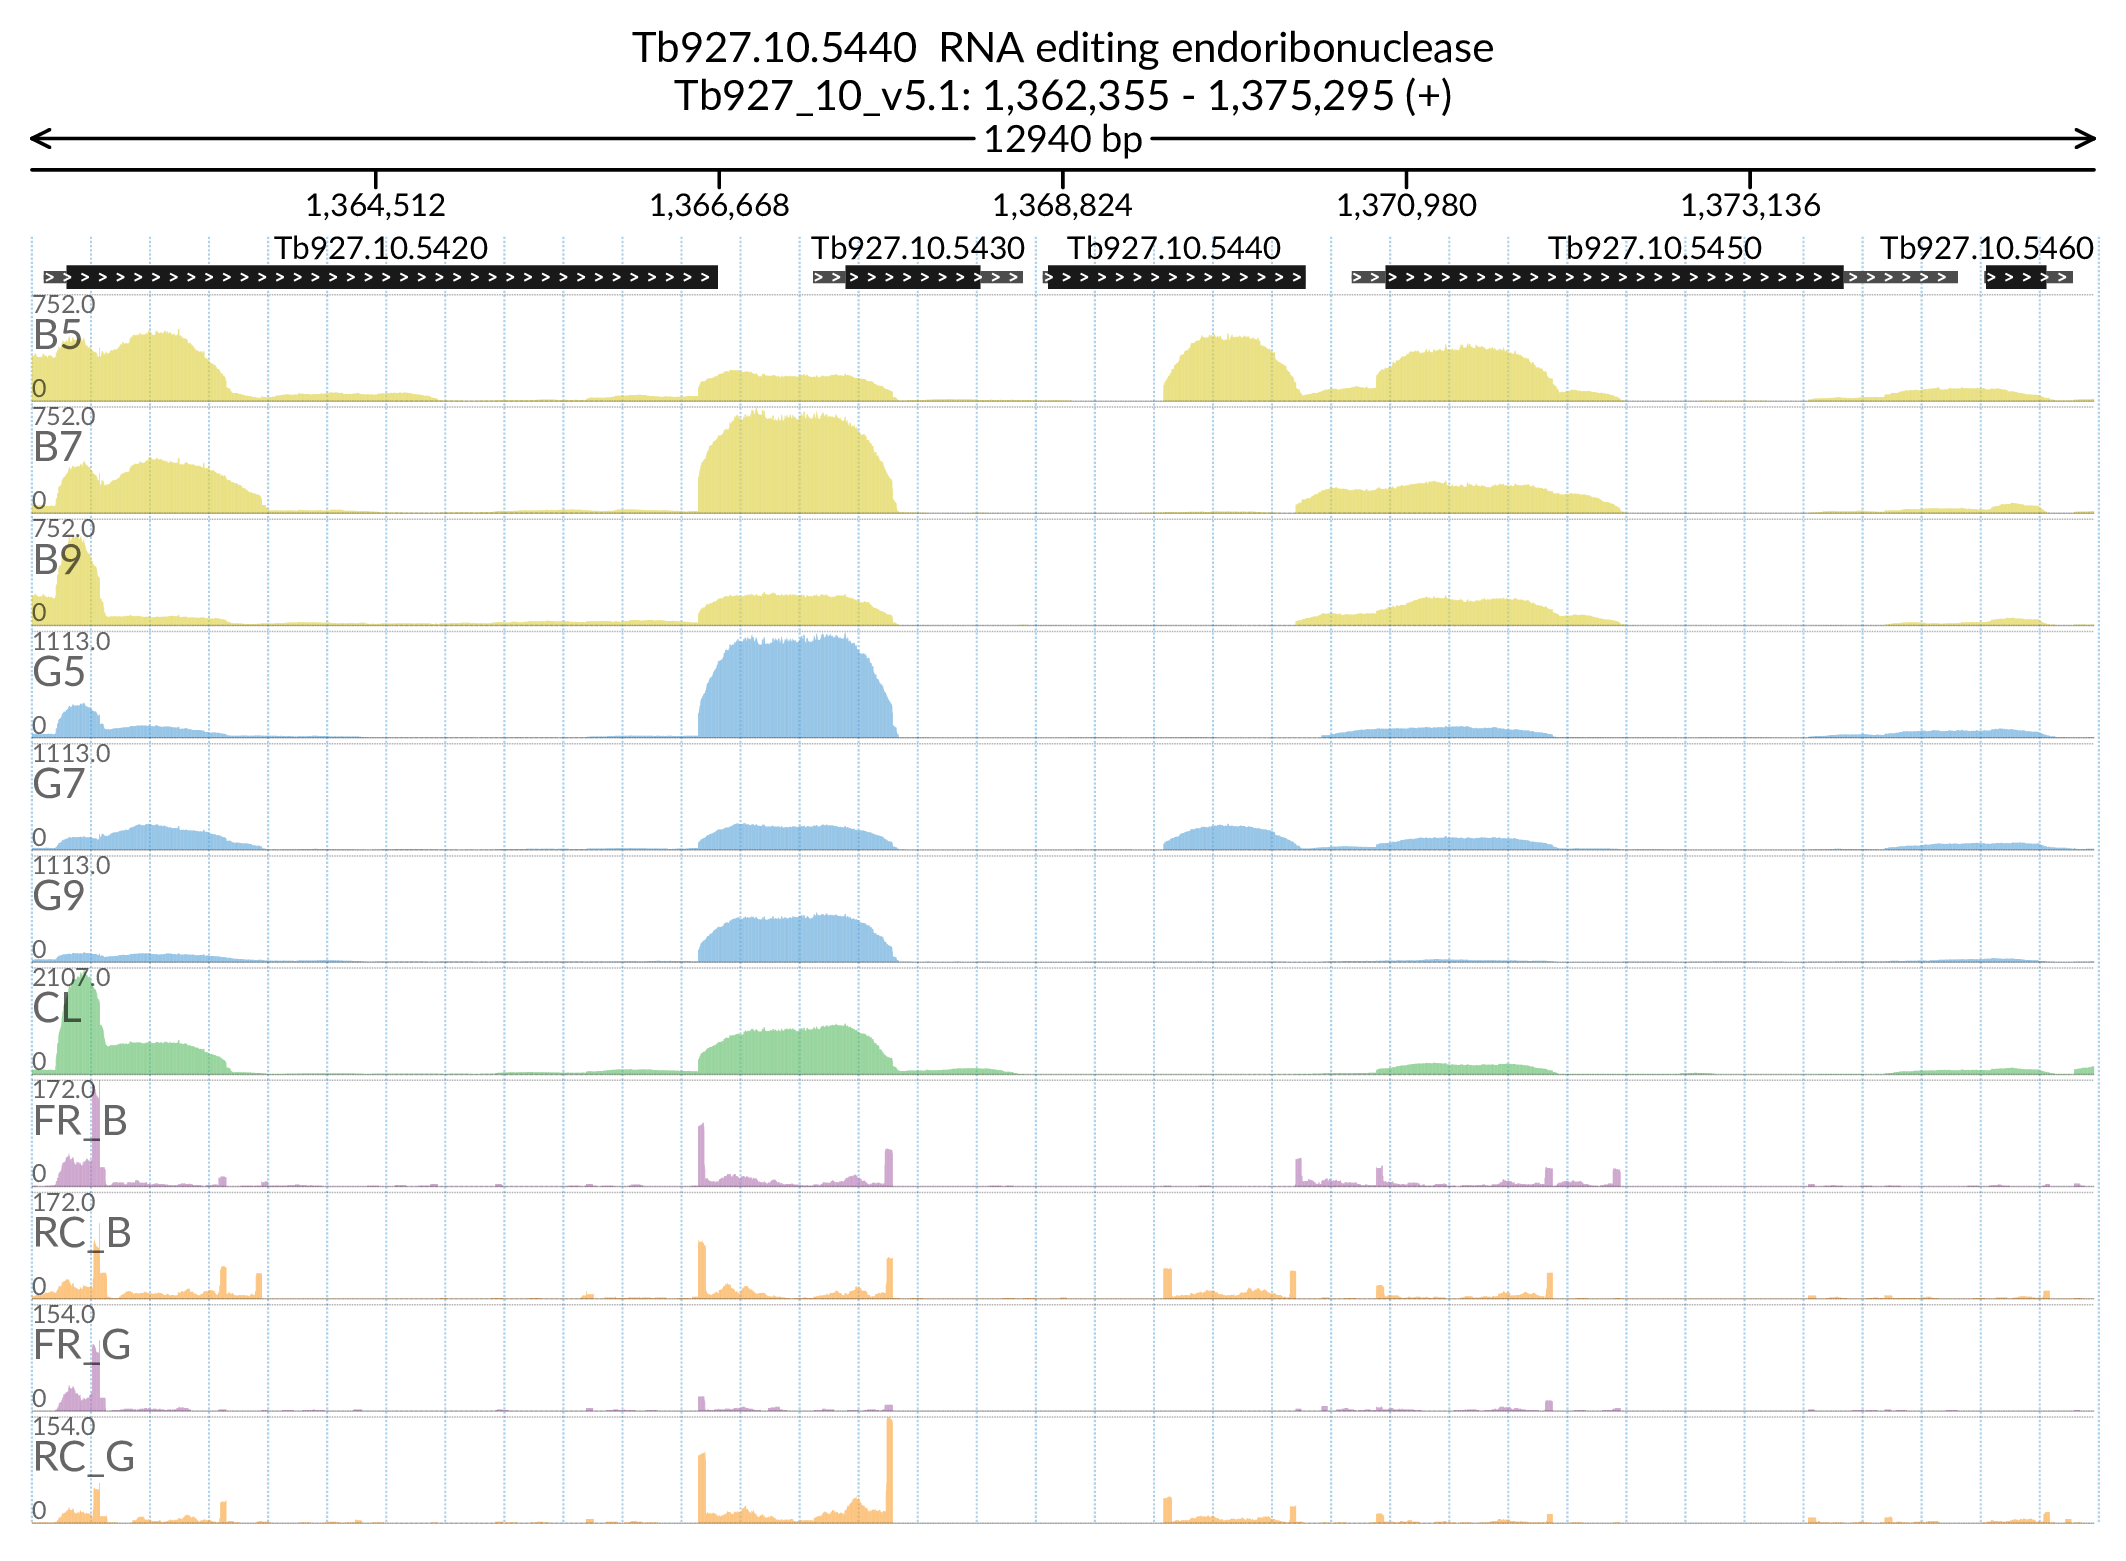 Tb927.10.5440  RNA editing endoribonuclease
Tb927_10_v5.1: 1,362,355 - 1,375,295 (+)
12940 bp
1,364,512 1,366,668 1,368,824 1,370,980 1,373,136
Tb927.10.5420 Tb927.10.5430 Tb927.10.5440 Tb927.10.5450 Tb927.10.5460
752.0
B5
0
752.0
B7
0
752.0
B9
0
1113.0
G5
0
1113.0
G7
0
1113.0
G9
0
2107.0
CL
0
172.0
FR_B
0
172.0
RC_B
0
154.0
FR_G
0
154.0
RC_G
0